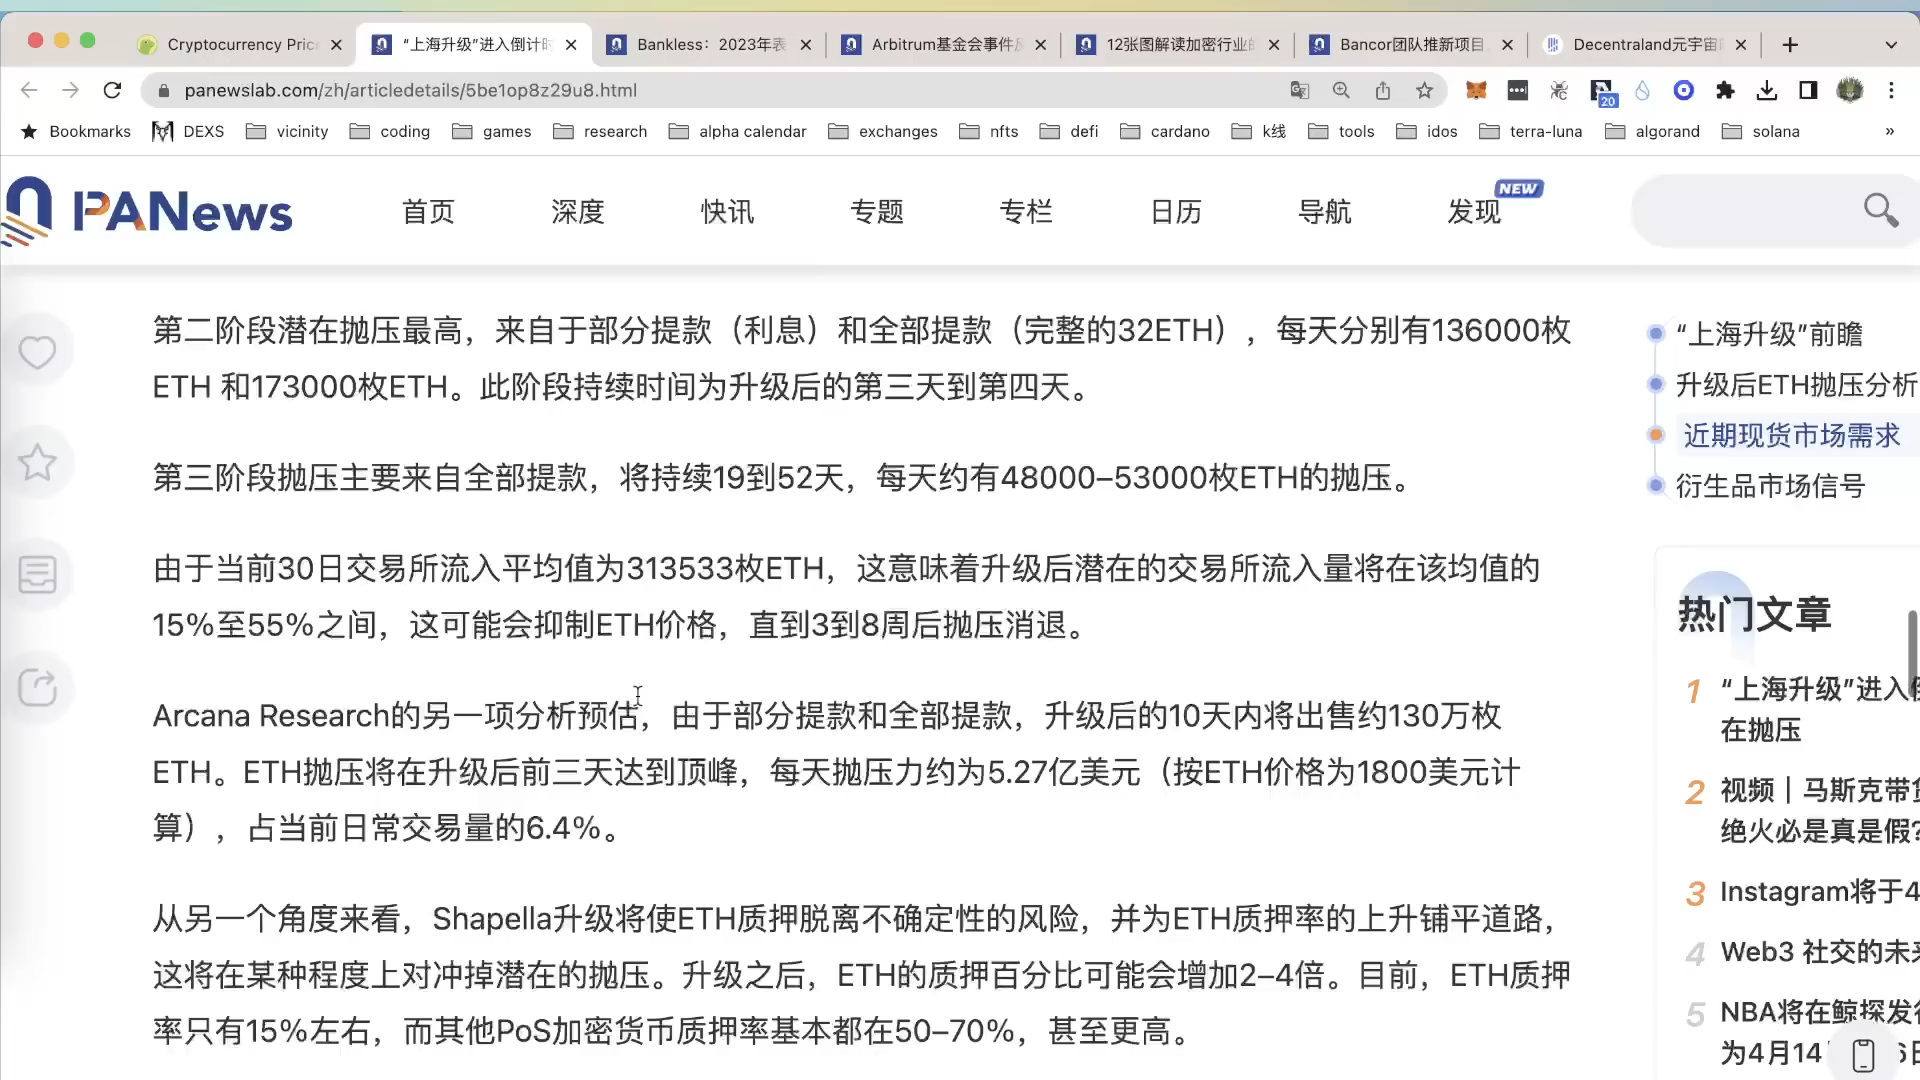 Cryptocurrency Pric
“上海升级”进入倒计时
Bankless：2023年表
Arbitrum基金会事件及
12张图解读加密行业的
Bancor团队推新项目
Decentraland元宇宙
panewslab.com/zh/articledetails/5be1op8z29u8.html
20
Bookmarks
DEXS
vicinity
coding
games
research
alpha calendar
exchanges
nfts
defi
cardano
k线
tools
idos
terra-luna
algorand
solana
»
PANews
首页
深度
快讯
专题
专栏
日历
导航
发现
NEW
第二阶段潜在抛压最高，来自于部分提款（利息）和全部提款（完整的32ETH），每天分别有136000枚
ETH 和173000枚ETH。此阶段持续时间为升级后的第三天到第四天。
第三阶段抛压主要来自全部提款，将持续19到52天，每天约有48000–53000枚ETH的抛压。
由于当前30日交易所流入平均值为313533枚ETH，这意味着升级后潜在的交易所流入量将在该均值的
15%至55%之间，这可能会抑制ETH价格，直到3到8周后抛压消退。
Arcana Research的另一项分析预估，由于部分提款和全部提款，升级后的10天内将出售约130万枚
ETH。ETH抛压将在升级后前三天达到顶峰，每天抛压力约为5.27亿美元（按ETH价格为1800美元计
算），占当前日常交易量的6.4%。
从另一个角度来看，Shapella升级将使ETH质押脱离不确定性的风险，并为ETH质押率的上升铺平道路，
这将在某种程度上对冲掉潜在的抛压。升级之后，ETH的质押百分比可能会增加2–4倍。目前，ETH质押
率只有15%左右，而其他PoS加密货币质押率基本都在50–70%，甚至更高。
“上海升级”前瞻
升级后ETH抛压分析
近期现货市场需求
衍生品市场信号
热门文章
1 “上海升级”进入倒
在抛压
2 视频｜马斯克带货
绝火必是真是假?
3 Instagram将于4
4 Web3 社交的未来
5 NBA将在鲸探发行
为4月14
6日